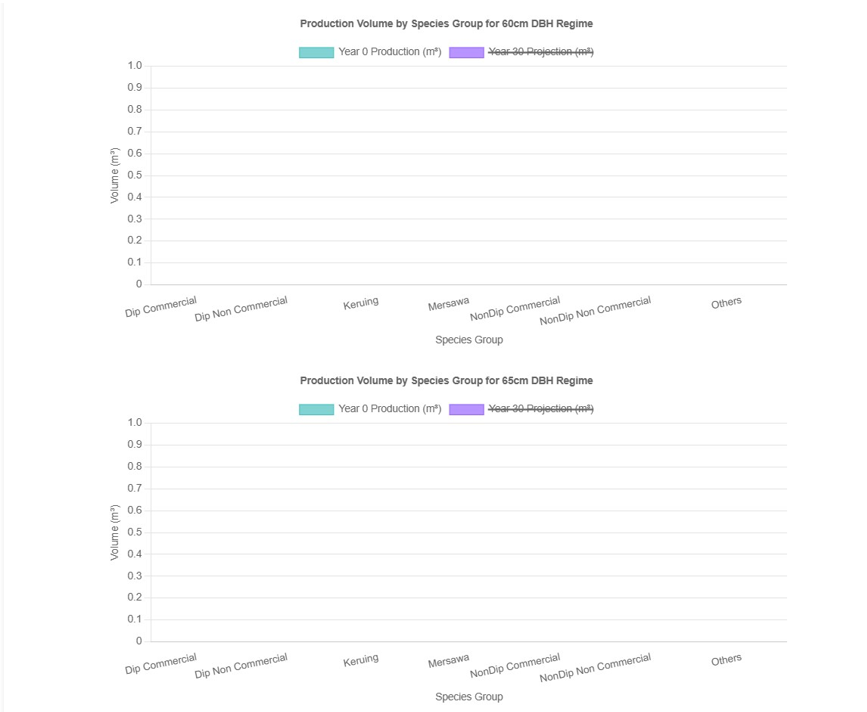 Production Volume by Species Group for 60cm DBH Regime
Year 0 Production (m³) Year 30 Projection (m³)
1.0
0.9
0.8
0.7
0.6
0.5
0.4
0.3
0.2
0.1
0
Volume (m³)
Dip Commercial Dip Non Commercial Keruing Mersawa NonDip Commercial NonDip Non Commercial Others
Species Group
Production Volume by Species Group for 65cm DBH Regime
Year 0 Production (m³) Year 30 Projection (m³)
1.0
0.9
0.8
0.7
0.6
0.5
0.4
0.3
0.2
0.1
0
Volume (m³)
Dip Commercial Dip Non Commercial Keruing Mersawa NonDip Commercial NonDip Non Commercial Others
Species Group